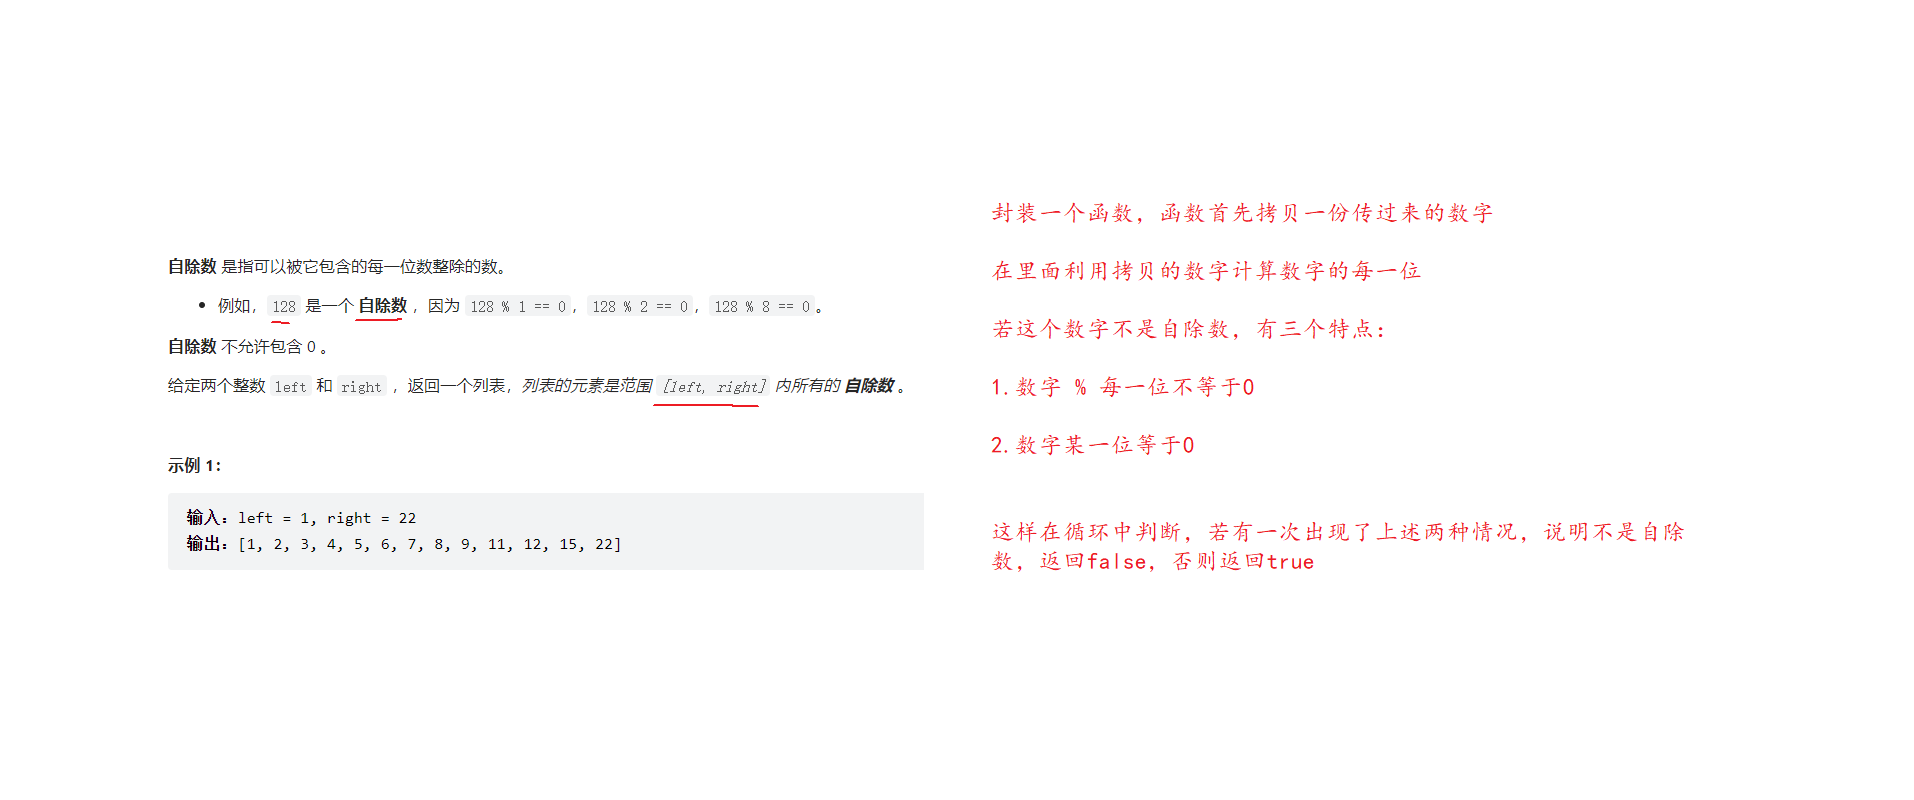 自除数 是指可以被它包含的每一位数整除的数。
例如，128 是一个 自除数 ，因为 128 % 1 == 0，128 % 2 == 0，128 % 8 == 0。
自除数 不允许包含 0 。
给定两个整数 left 和 right ，返回一个列表，列表的元素是范围 [left, right] 内所有的 自除数 。
示例 1：
输入：left = 1, right = 22
输出：[1, 2, 3, 4, 5, 6, 7, 8, 9, 11, 12, 15, 22]
封装一个函数，函数首先拷贝一份传过来的数字
在里面利用拷贝的数字计算数字的每一位
若这个数字不是自除数，有三个特点：
1.数字 % 每一位不等于0
2.数字某一位等于0
这样在循环中判断，若有一次出现了上述两种情况，说明不是自除
数，返回false，否则返回true